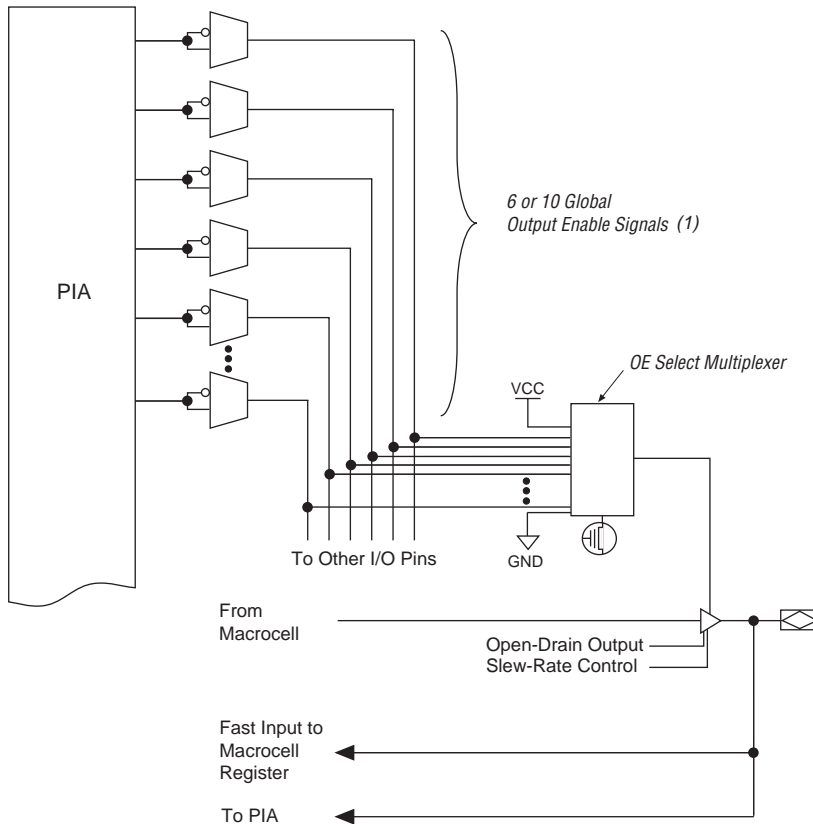 PIA
6 or 10 Global
Output Enable Signals (1)
OE Select Multiplexer
VCC
GND
To Other I/O Pins
From
Macrocell
Open-Drain Output
Slew-Rate Control
Fast Input to
Macrocell
Register
To PIA